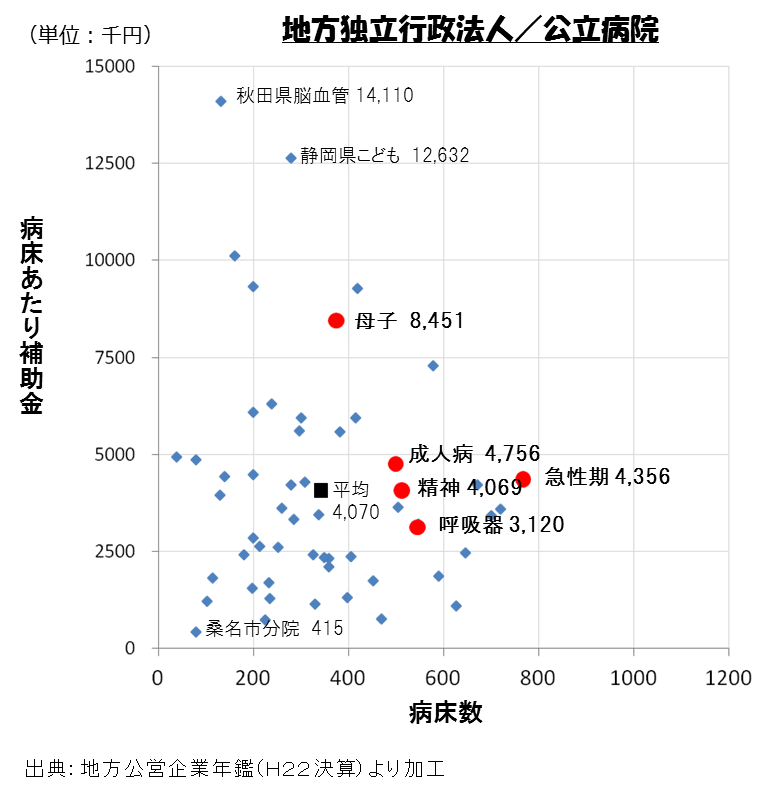 （単位：千円）
地方独立行政法人／公立病院
15000
秋田県脳血管 14,110
静岡県こども 12,632
12500
病床あたり補助金
10000
母子 8,451
7500
成人病 4,756
急性期 4,356
5000
精神 4,069
平均
4,070
呼吸器 3,120
2500
桑名市分院 415
0
0 200 400 600 800 1000 1200
病床数
出典：地方公営企業年鑑（Ｈ２２決算）より加工